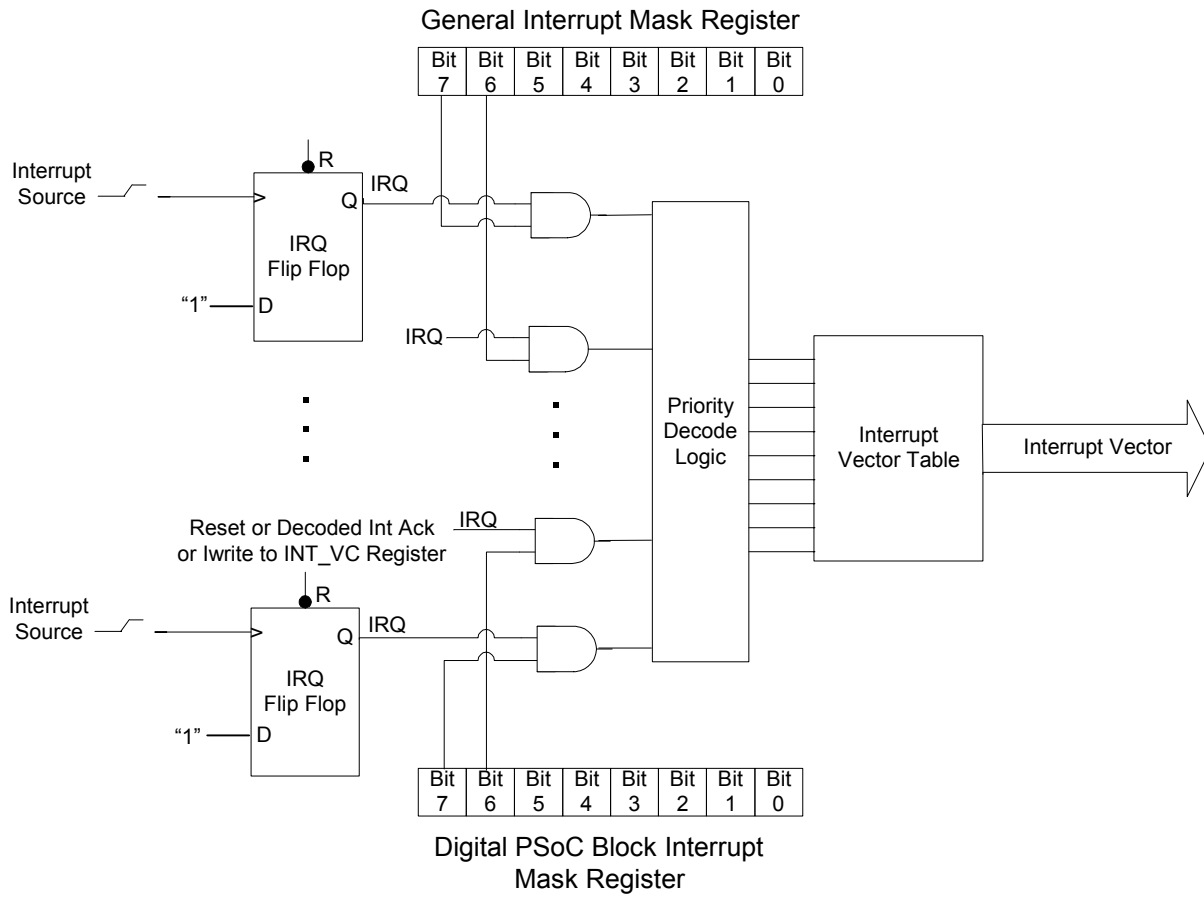 General Interrupt Mask Register
Bit 7 Bit 6 Bit 5 Bit 4 Bit 3 Bit 2 Bit 1 Bit 0
Interrupt
Source
R
IRQ
>
Q
IRQ
Flip Flop
"1"
D
IRQ
Priority
Decode
Logic
Interrupt
Vector Table
Interrupt Vector
IRQ
Reset or Decoded Int Ack
or Iwrite to INT_VC Register
Interrupt
Source
R
IRQ
>
Q
IRQ
Flip Flop
"1"
D
Bit 7 Bit 6 Bit 5 Bit 4 Bit 3 Bit 2 Bit 1 Bit 0
Digital PSoC Block Interrupt
Mask Register